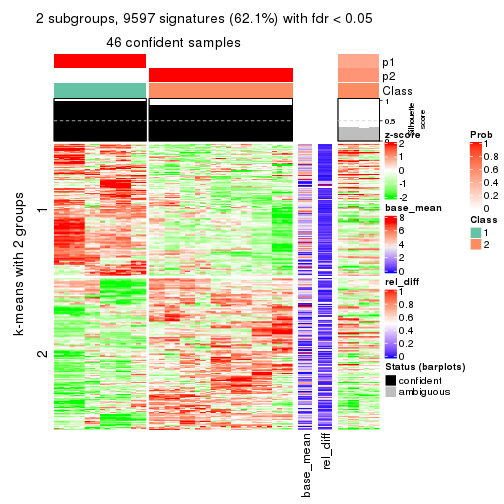 2 subgroups, 9597 signatures (62.1%) with fdr < 0.05
46 confident samples
p1
p2
Class
1
0.5
Silhouette
score
k-means with 2 groups
1
2
base_mean
rel_diff
z-score
2
1
0
-1
-2
base_mean
8
6
4
2
0
rel_diff
1
0.8
0.6
0.4
0.2
0
Status (barplots)
confident
ambiguous
Prob
1
0.8
0.6
0.4
0.2
0
Class
1
2